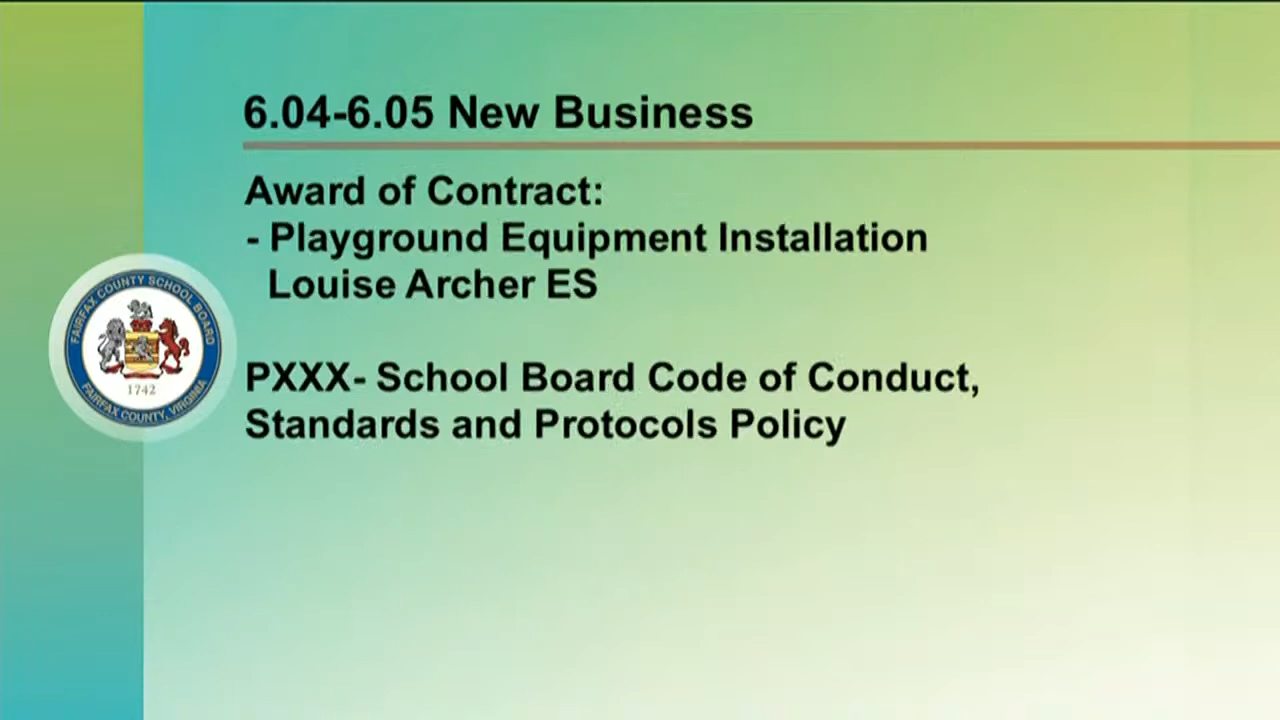 6.04-6.05 New Business
Award of Contract:
- Playground Equipment Installation
Louise Archer ES
FAIRFAX COUNTY SCHOOL BOARD
1742
FAIRFAX COUNTY, VIRGINIA
PXXX- School Board Code of Conduct,
Standards and Protocols Policy